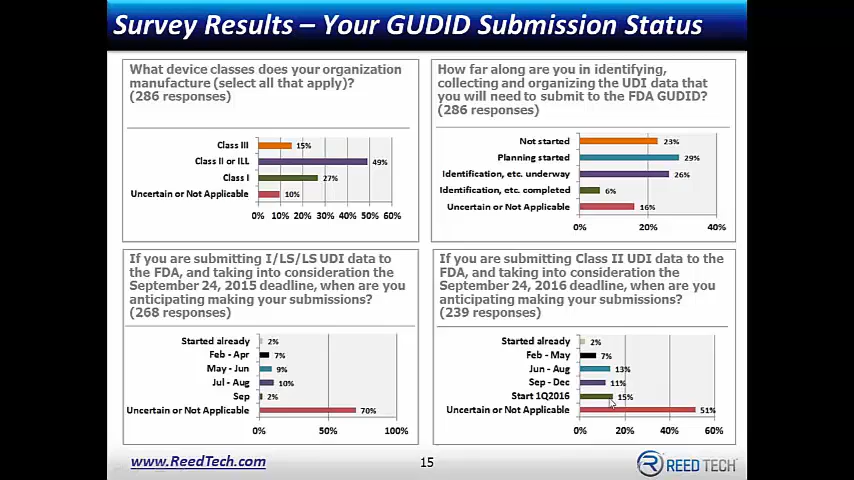 Survey Results – Your GUDID Submission Status
What device classes does your organization
manufacture (select all that apply)?
(286 responses)
Class III 15%
Class II or ILL 49%
Class I 27%
Uncertain or Not Applicable 10%
0% 10% 20% 30% 40% 50% 60%
How far along are you in identifying,
collecting and organizing the UDI data that
you will need to submit to the FDA GUDID?
(286 responses)
Not started 23%
Planning started 29%
Identification, etc. underway 26%
Identification, etc. completed 6%
Uncertain or Not Applicable 16%
0% 20% 40%
If you are submitting I/LS/LS UDI data to
the FDA, and taking into consideration the
September 24, 2015 deadline, when are you
anticipating making your submissions?
(268 responses)
Started already 2%
Feb - Apr 7%
May - Jun 9%
Jul - Aug 10%
Sep 2%
Uncertain or Not Applicable 70%
0% 50% 100%
If you are submitting Class II UDI data to the
FDA, and taking into consideration the
September 24, 2016 deadline, when are you
anticipating making your submissions?
(239 responses)
Started already 2%
Feb - May 7%
Jun - Aug 13%
Sep - Dec 11%
Start 1Q2016 15%
Uncertain or Not Applicable 51%
0% 20% 40% 60%
www.ReedTech.com
15
REED TECH